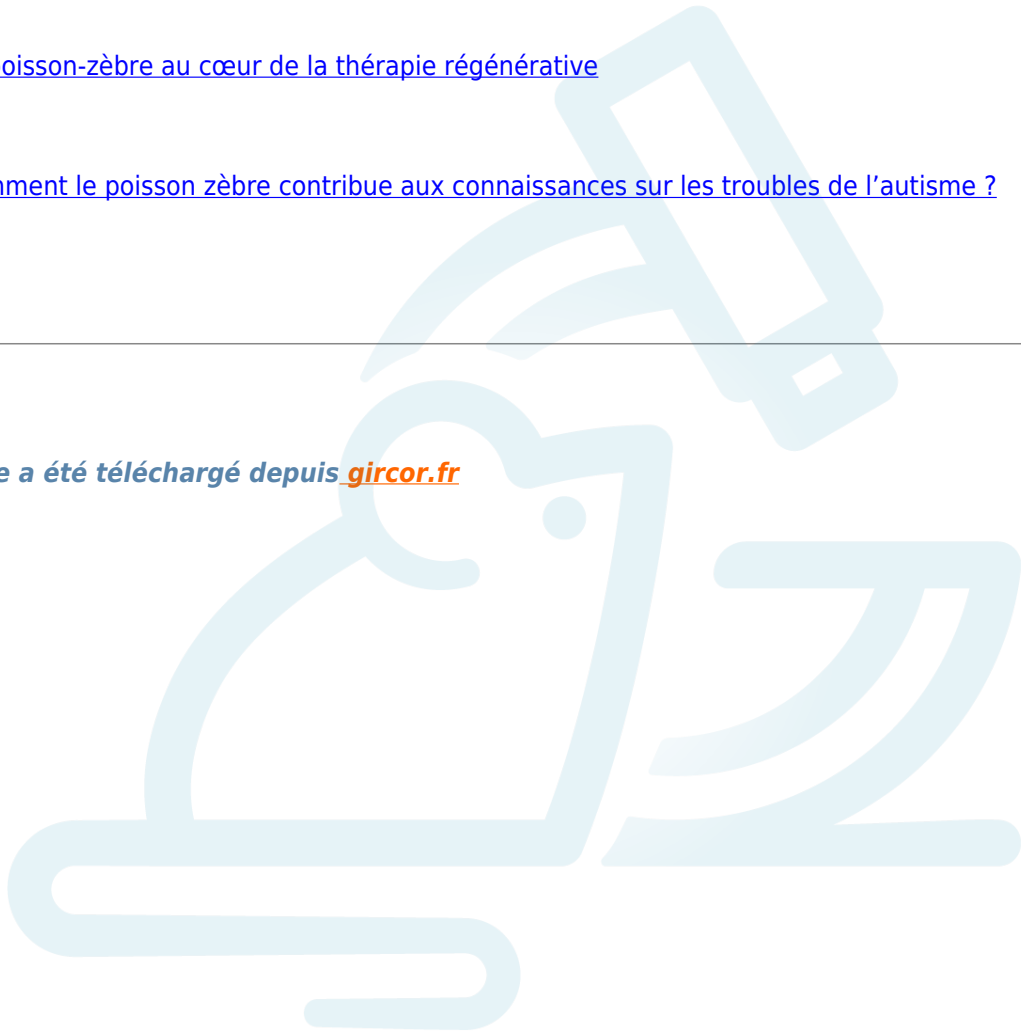 oisson-zèbre au cœur de la thérapie régénérative
ment le poisson zèbre contribue aux connaissances sur les troubles de l’autisme ?
e a été téléchargé depuis gircor.fr